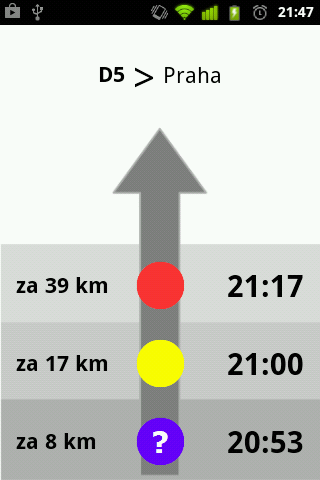 21:47
D5 > Praha
za 39 km 21:17
za 17 km 21:00
za 8 km ? 20:53